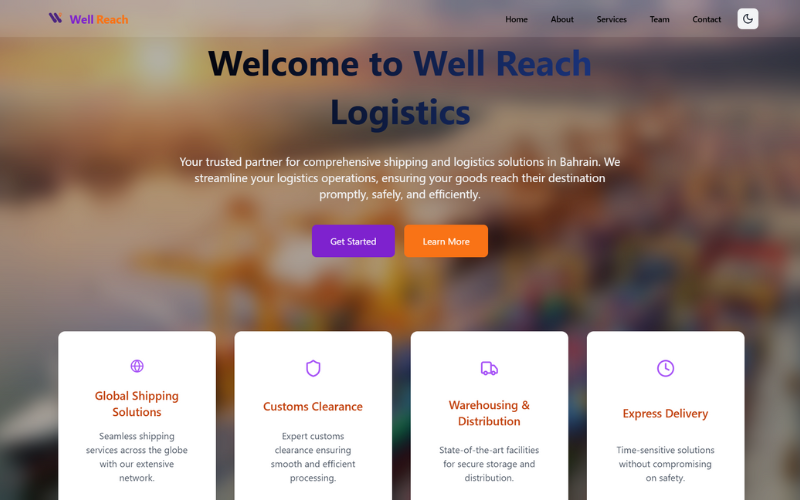 Well Reach
Home About Services Team Contact
Welcome to Well Reach
Logistics
Your trusted partner for comprehensive shipping and logistics solutions in Bahrain. We
streamline your logistics operations, ensuring your goods reach their destination
promptly, safely, and efficiently.
Get Started Learn More
Global Shipping
Solutions
Seamless shipping
services across the globe
with our extensive
network.
Customs Clearance
Expert customs
clearance ensuring
smooth and efficient
processing.
Warehousing &
Distribution
State-of-the-art facilities
for secure storage and
distribution.
Express Delivery
Time-sensitive solutions
without compromising
on safety.